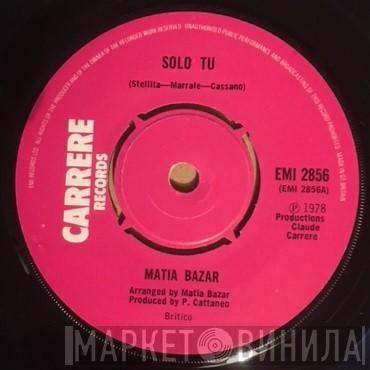 SOLO TU
(Stellita—Marrale—Cassano)
CARRERE
RECORDS
EMI 2856
(EMI 2856A)
Ⓟ 1978
Productions
Claude
Carrere
MATIA BAZAR
Arranged by Matia Bazar
Produced by P. Cattaneo
Britico
МАРКЕТ ВИНИЛА